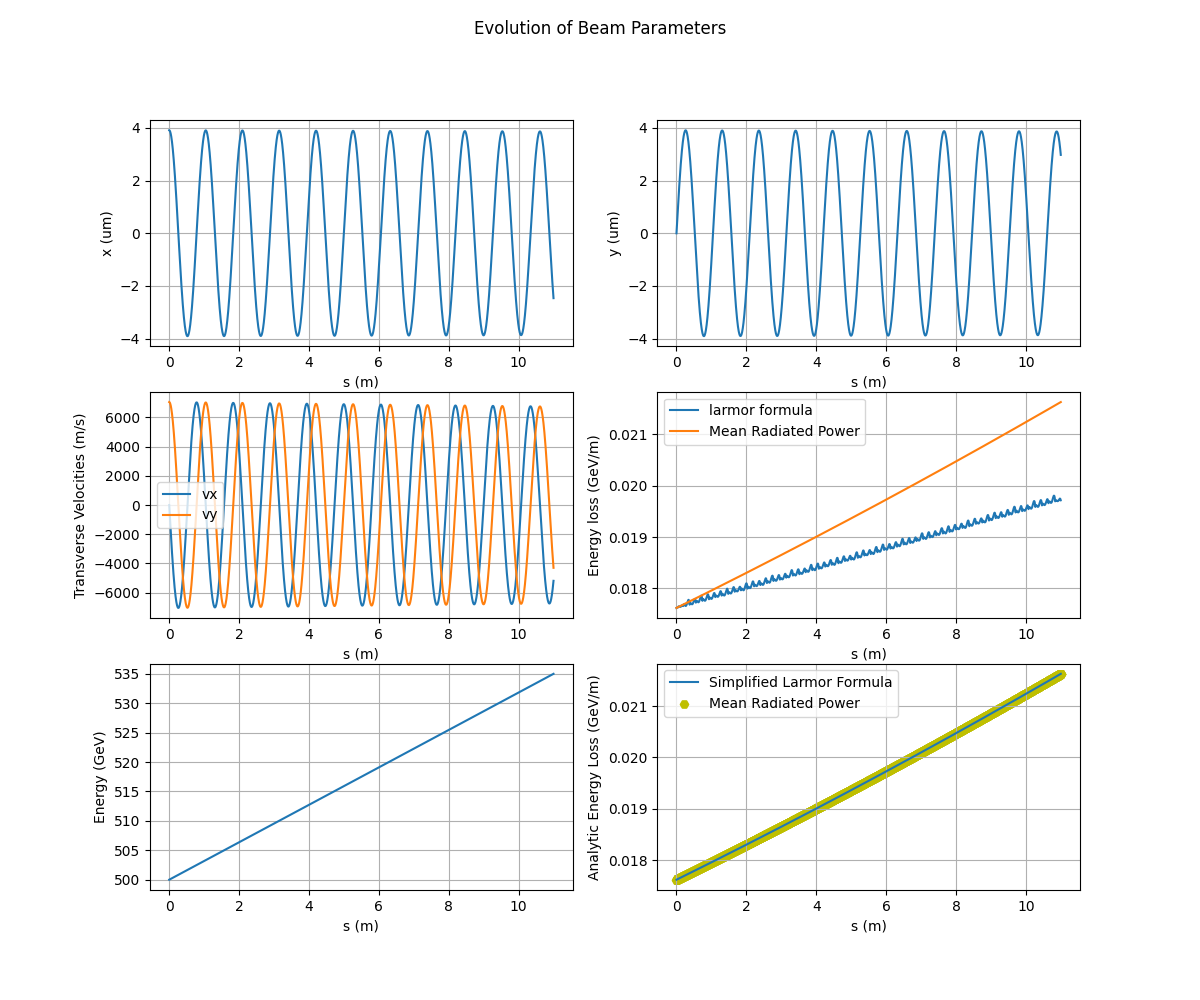 Evolution of Beam Parameters
4
2
0
−2
−4
x (um)
0 2 4 6 8 10
s (m)
4
2
0
−2
−4
y (um)
0 2 4 6 8 10
s (m)
6000
4000
2000
0
−2000
−4000
−6000
Transverse Velocities (m/s)
vx
vy
0 2 4 6 8 10
s (m)
0.021
0.020
0.019
0.018
Energy loss (GeV/m)
larmor formula
Mean Radiated Power
0 2 4 6 8 10
s (m)
535
530
525
520
515
510
505
500
Energy (GeV)
0 2 4 6 8 10
s (m)
0.021
0.020
0.019
0.018
Analytic Energy Loss (GeV/m)
Simplified Larmor Formula
Mean Radiated Power
0 2 4 6 8 10
s (m)